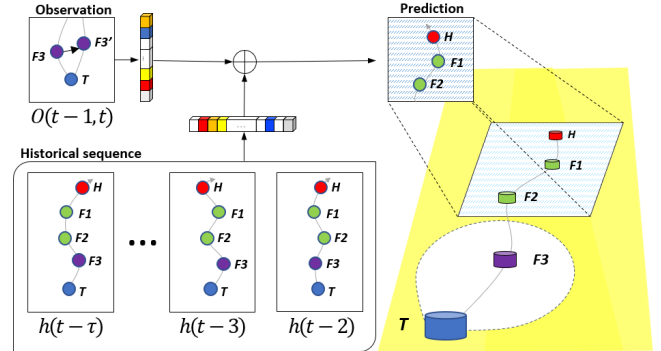 Observation
F3
F3'
T
O(t − 1, t)
Prediction
H
F1
F2
Historical sequence
H
F1
F2
F3
T
h(t − τ)
...
H
F1
F2
F3
T
h(t − 3)
H
F1
F2
F3
T
h(t − 2)
H
F1
F2
F3
T